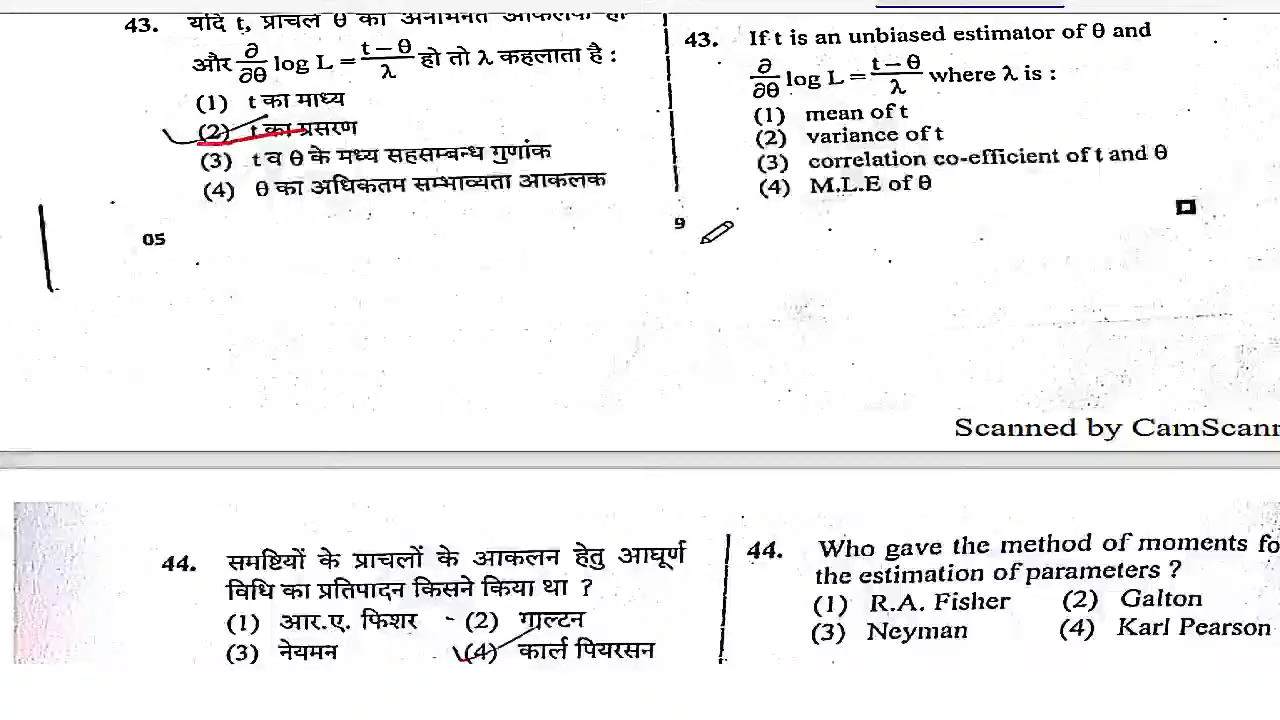 43. यदि t, प्राचल θ का अनभिनत आकलक हो
और ∂/∂θ log L = t – θ/λ हो तो λ कहलाता है :
(1) t का माध्य
(2) t का प्रसरण
(3) t व θ के मध्य सहसम्बन्ध गुणांक
(4) θ का अधिकतम सम्भाव्यता आकलक
05
43. If t is an unbiased estimator of θ and
∂/∂θ log L = t – θ/λ where λ is :
(1) mean of t
(2) variance of t
(3) correlation co-efficient of t and θ
(4) M.L.E of θ
9
Scanned by CamScanr
44. समष्टियों के प्राचलों के आकलन हेतु आघूर्ण
विधि का प्रतिपादन किसने किया था ?
(1) आर.ए. फिशर - (2) गाल्टन
(3) नेयमन (4) कार्ल पियरसन
44. Who gave the method of moments fo
the estimation of parameters ?
(1) R.A. Fisher (2) Galton
(3) Neyman (4) Karl Pearson